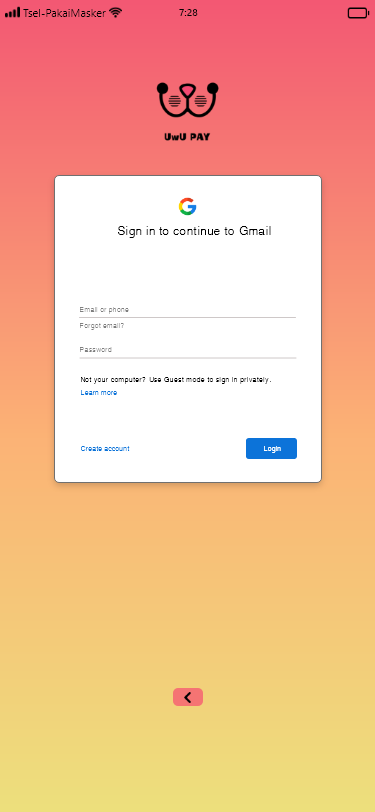 Tsel-PakaiMasker
7:28
UwU PAY
Sign in to continue to Gmail
Email or phone
Forgot email?
Password
Not your computer? Use Guest mode to sign in privately.
Learn more
Create account
Login